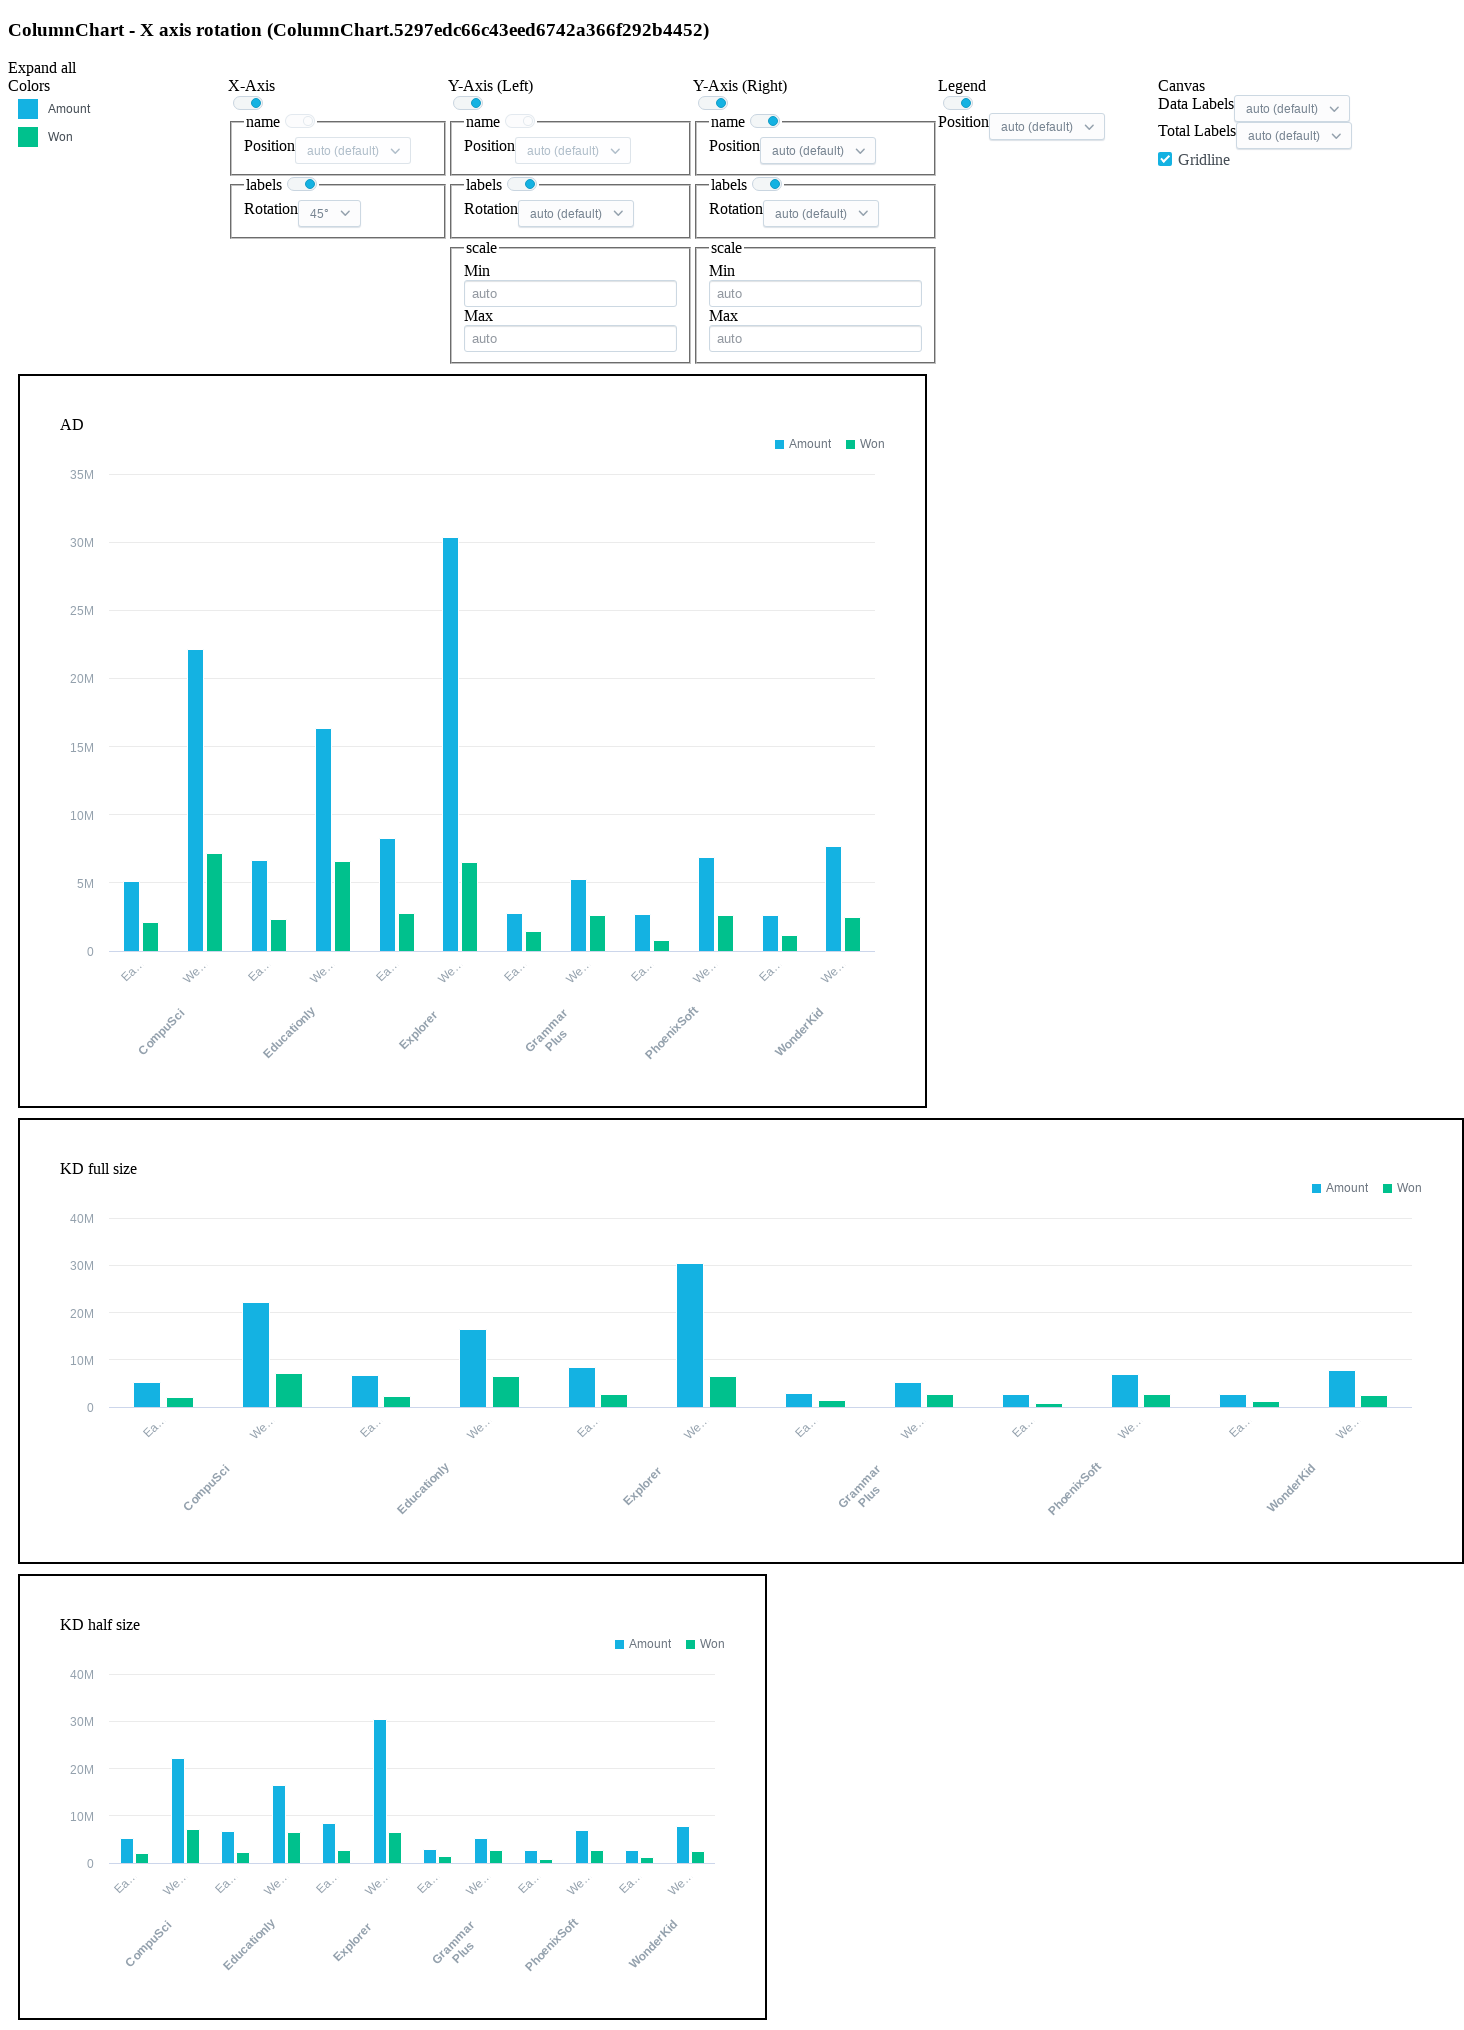 ColumnChart - X axis rotation (ColumnChart.5297edc66c43eed6742a366f292b4452)
Expand all
Colors
Amount
Won
X-Axis
name
Position auto (default)
labels
Rotation 45°
Y-Axis (Left)
name
Position auto (default)
labels
Rotation auto (default)
scale
Min
auto
Max
auto
Y-Axis (Right)
name
Position auto (default)
labels
Rotation auto (default)
scale
Min
auto
Max
auto
Legend
Position auto (default)
Canvas
Data Labels auto (default)
Total Labels auto (default)
Gridline
AD
Amount Won
35M
30M
25M
20M
15M
10M
5M
0
Ea.. We.. Ea.. We.. Ea.. We.. Ea.. We.. Ea.. We.. Ea.. We..
CompuSci Educationly Explorer Grammar Plus PhoenixSoft WonderKid
KD full size
Amount Won
40M
30M
20M
10M
0
Ea.. We.. Ea.. We.. Ea.. We.. Ea.. We.. Ea.. We.. Ea.. We..
CompuSci Educationly Explorer Grammar Plus PhoenixSoft WonderKid
KD half size
Amount Won
40M
30M
20M
10M
0
Ea.. We.. Ea.. We.. Ea.. We.. Ea.. We.. Ea.. We.. Ea.. We..
CompuSci Educationly Explorer Grammar Plus PhoenixSoft WonderKid